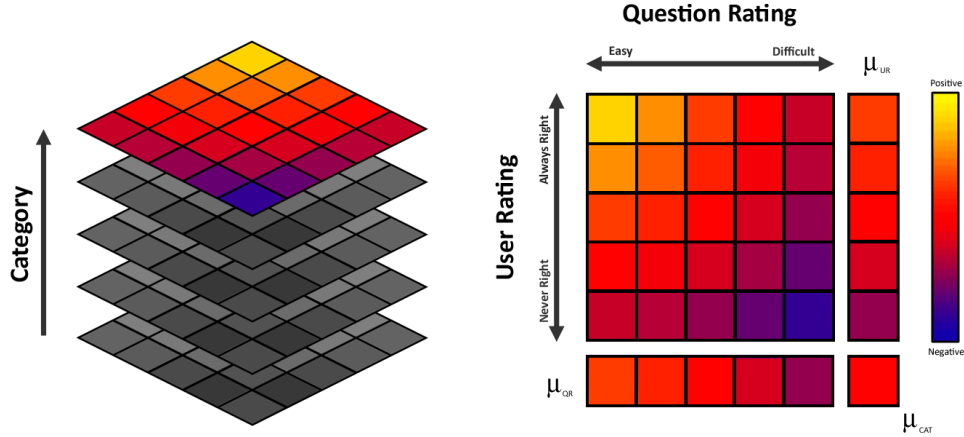 Question Rating
Easy
Difficult
μUR
Positive
Category
User Rating
Always Right
Never Right
Negative
μQR
μCAT